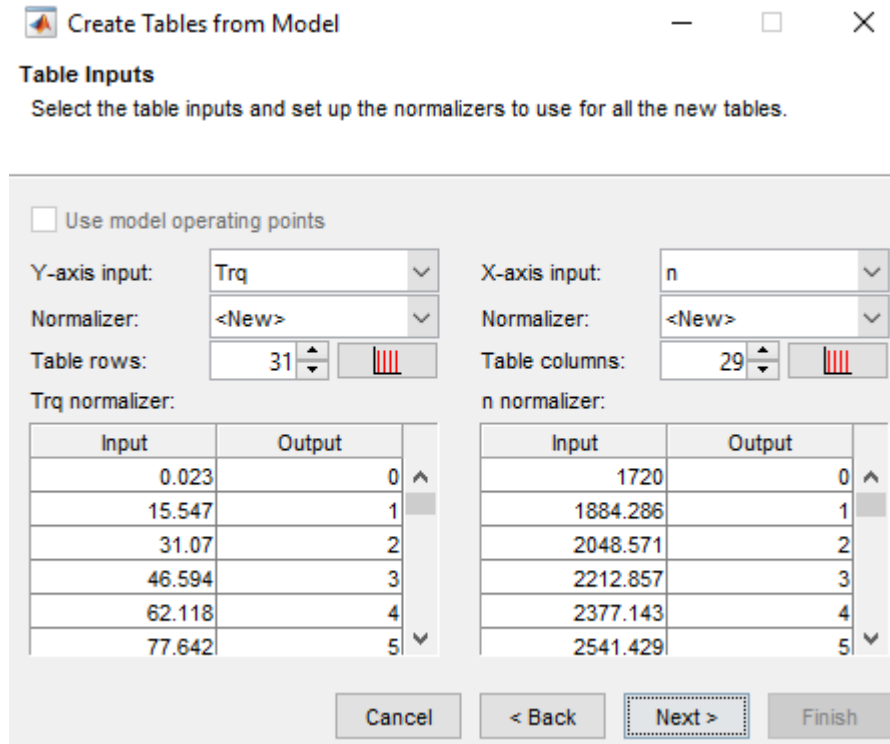 Create Tables from Model
Table Inputs
Select the table inputs and set up the normalizers to use for all the new tables.
Use model operating points
Y-axis input: Trq X-axis input: n
Normalizer: <New> Normalizer: <New>
Table rows: 31 Table columns: 29
Trq normalizer: n normalizer:
Input Output Input Output
0.023 0 1720 0
15.547 1 1884.286 1
31.07 2 2048.571 2
46.594 3 2212.857 3
62.118 4 2377.143 4
77.642 5 2541.429 5
Cancel < Back Next > Finish